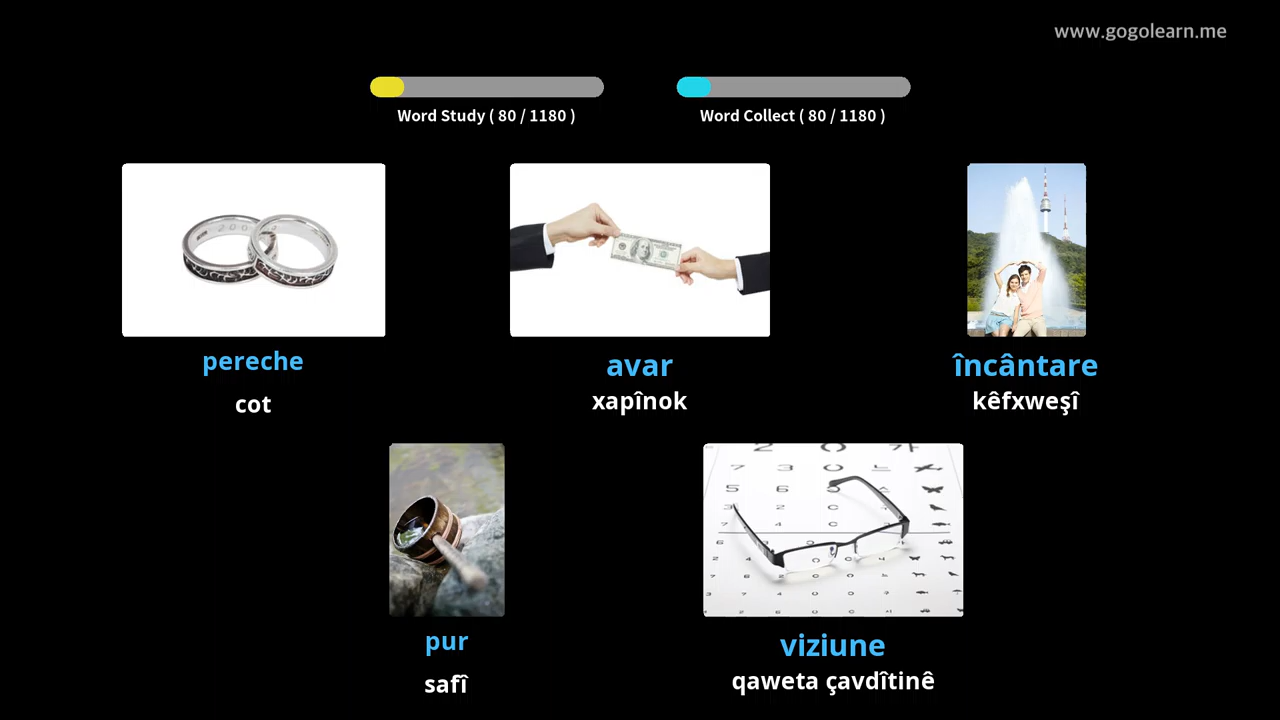 www.gogolearn.me
Word Study ( 80 / 1180 )
Word Collect ( 80 / 1180 )
pereche
cot
avar
xapînok
încântare
kêfxweşî
pur
safî
viziune
qaweta çavdîtinê